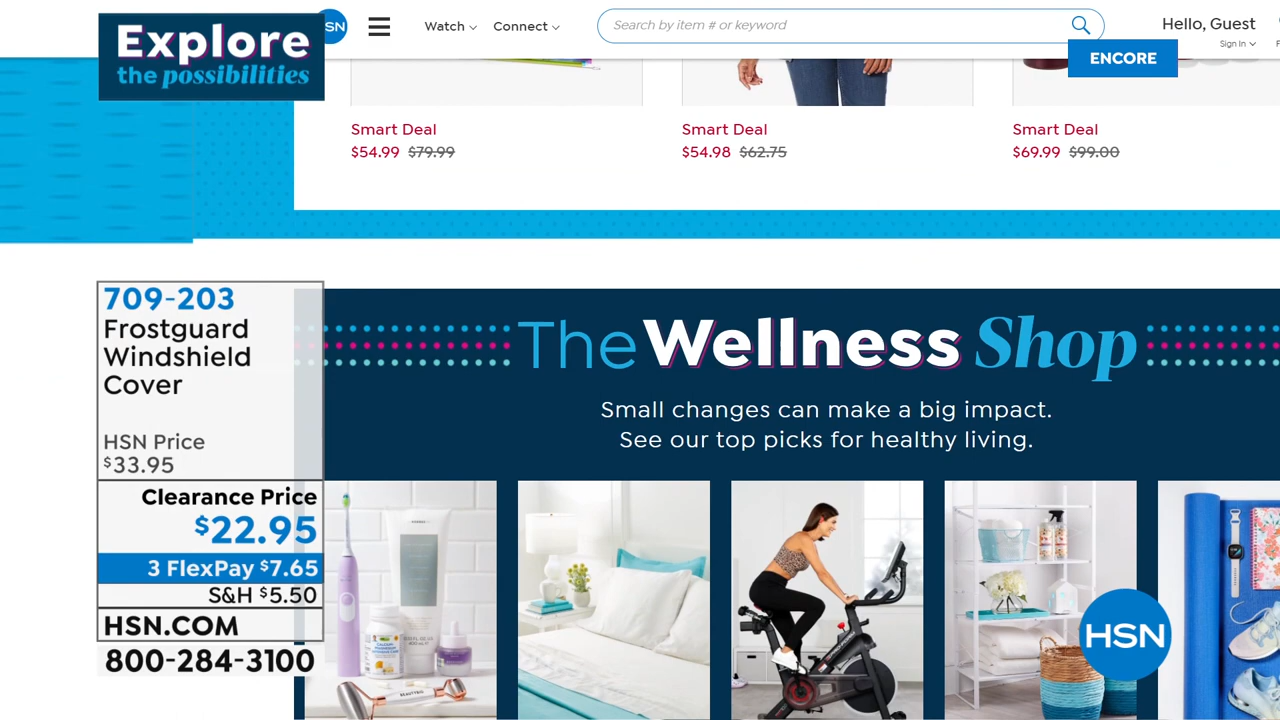 Explore
the possibilities
SN
Watch
Connect
Search by item # or keyword
Hello, Guest
Sign In
ENCORE
Smart Deal
$54.99 $79.99
Smart Deal
$54.98 $62.75
Smart Deal
$69.99 $99.00
709-203
Frostguard
Windshield
Cover
HSN Price
$33.95
Clearance Price
$22.95
3 FlexPay $7.65
S&H $5.50
HSN.COM
800-284-3100
The Wellness Shop
Small changes can make a big impact.
See our top picks for healthy living.
HSN